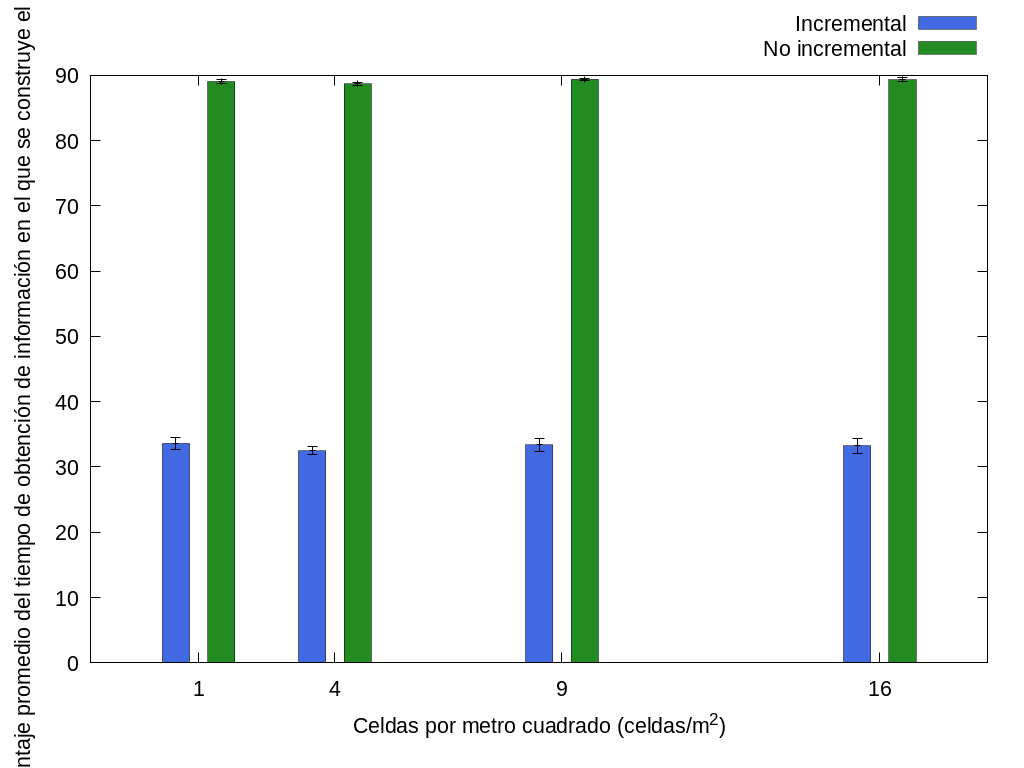 Incremental
No incremental
90
80
70
60
50
40
30
20
10
0
ntaje promedio del tiempo de obtención de información en el que se construye el
1 4 9 16
Celdas por metro cuadrado (celdas/m²)